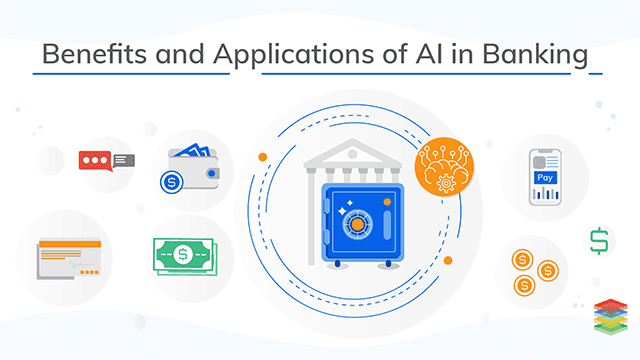 Benefits and Applications of AI in Banking
Pay